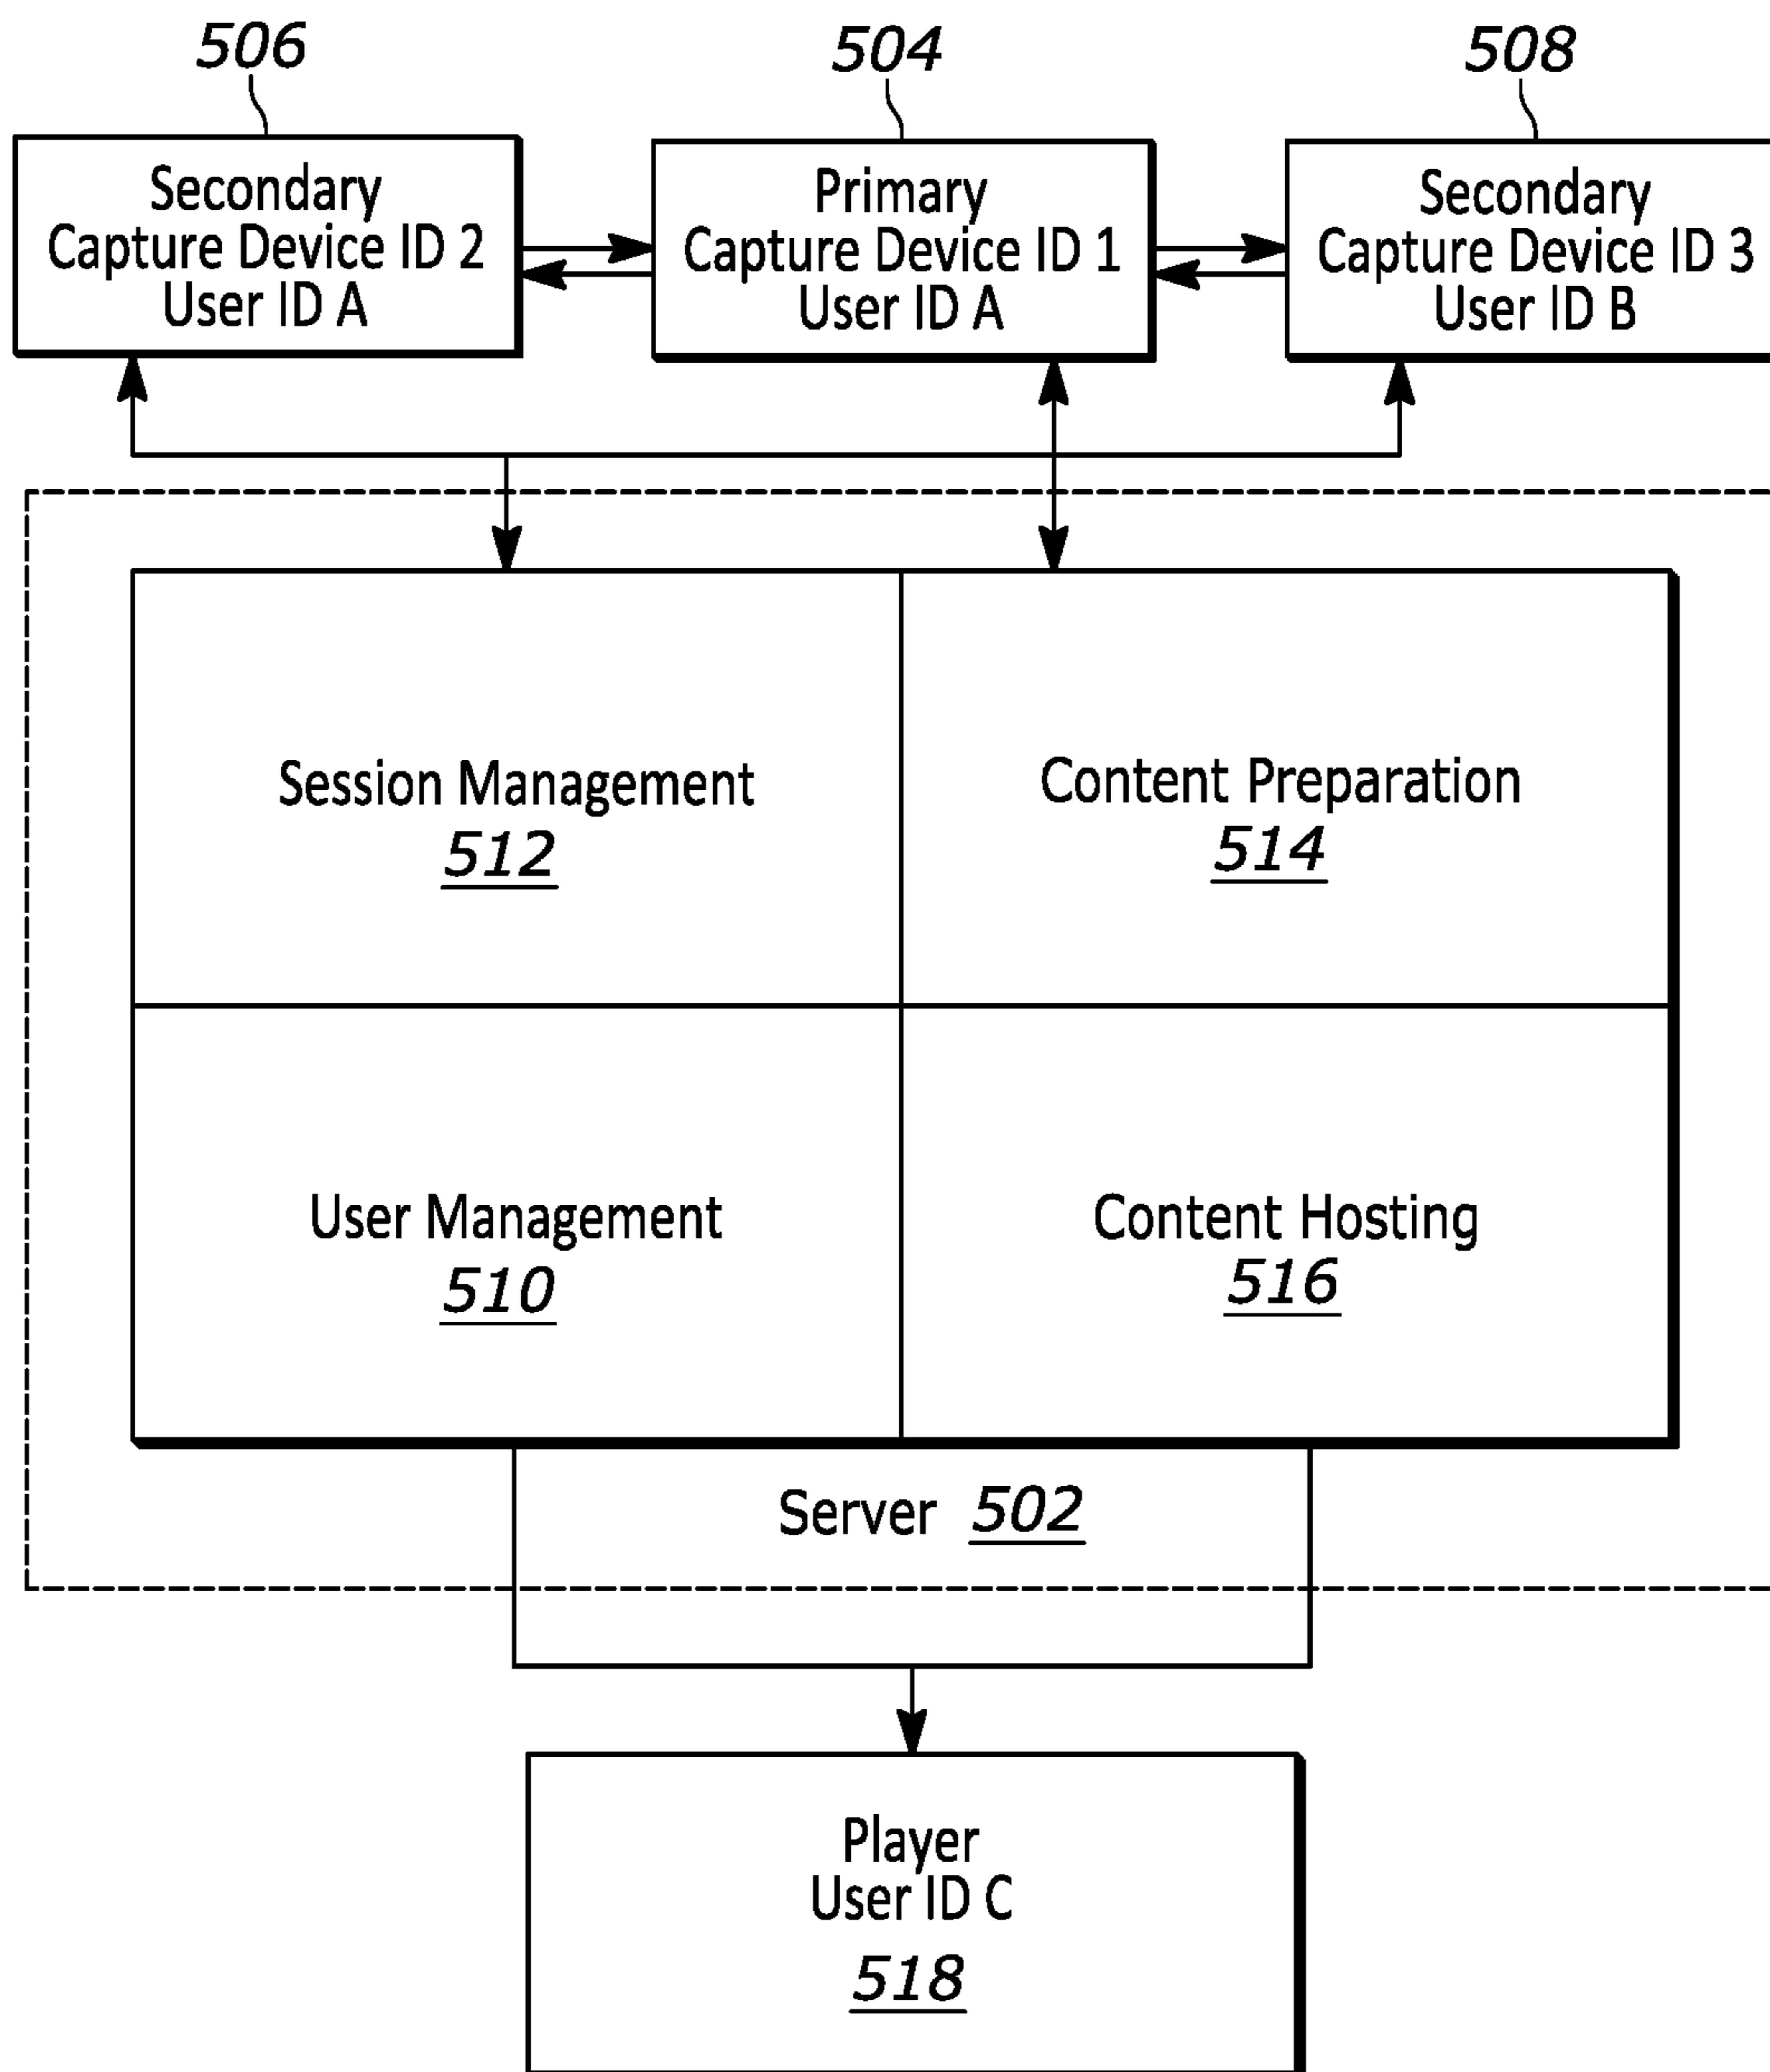 506
504
508
Secondary
Capture Device ID 2
User ID A
Primary
Capture Device ID 1
User ID A
Secondary
Capture Device ID 3
User ID B
Session Management
512
Content Preparation
514
User Management
510
Content Hosting
516
Server 502
Player
User ID C
518